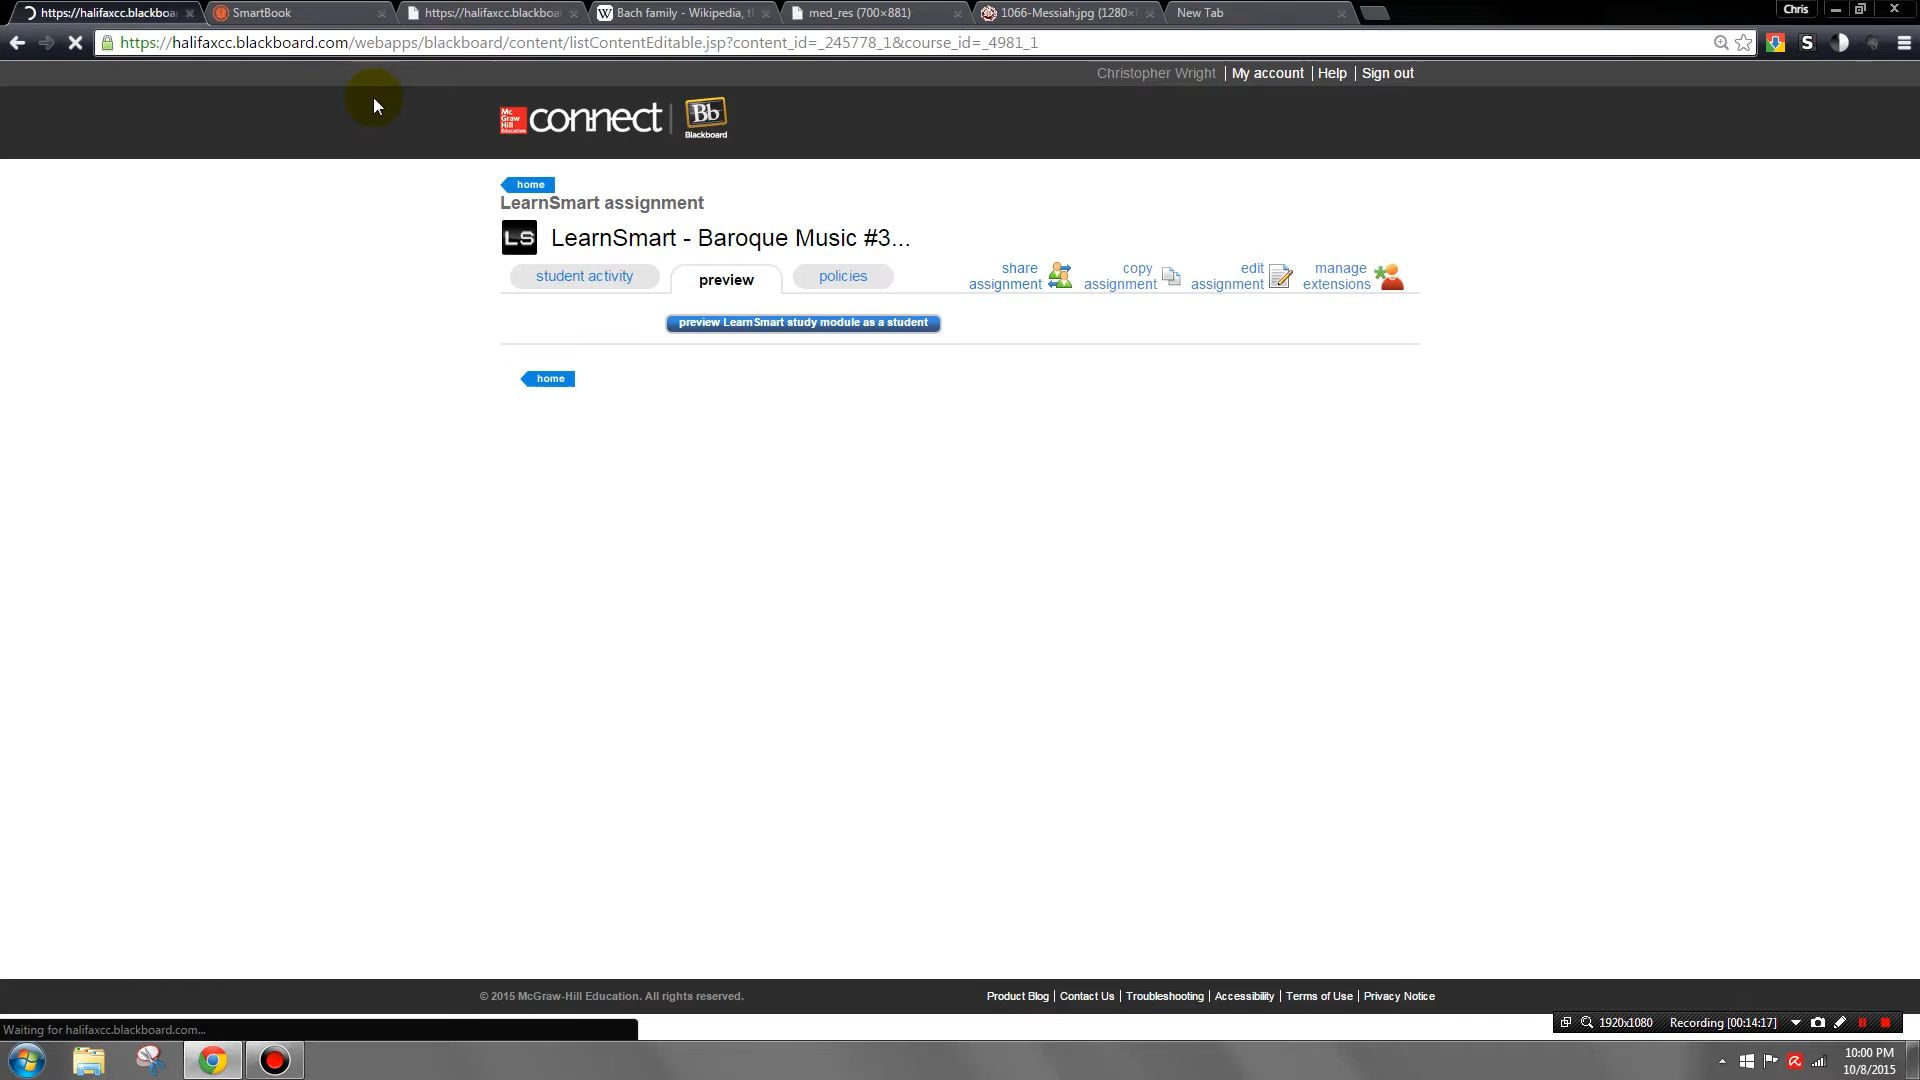 https://halifaxcc.blackboa
SmartBook
https://halifaxcc.blackboa
Bach family - Wikipedia, t
med_res (700×881)
1066-Messiah.jpg (1280×
New Tab
Chris
https://halifaxcc.blackboard.com/webapps/blackboard/content/listContentEditable.jsp?content_id=_245778_1&course_id=_4981_1
Christopher Wright | My account | Help | Sign out
Mc Graw Hill Education connect | Bb Blackboard
home
LearnSmart assignment
LS LearnSmart - Baroque Music #3...
student activity
preview
policies
share assignment
copy assignment
edit assignment
manage extensions
preview LearnSmart study module as a student
home
© 2015 McGraw-Hill Education. All rights reserved.
Product Blog | Contact Us | Troubleshooting | Accessibility | Terms of Use | Privacy Notice
Waiting for halifaxcc.blackboard.com...
1920x1080 Recording [00:14:17]
10:00 PM
10/8/2015